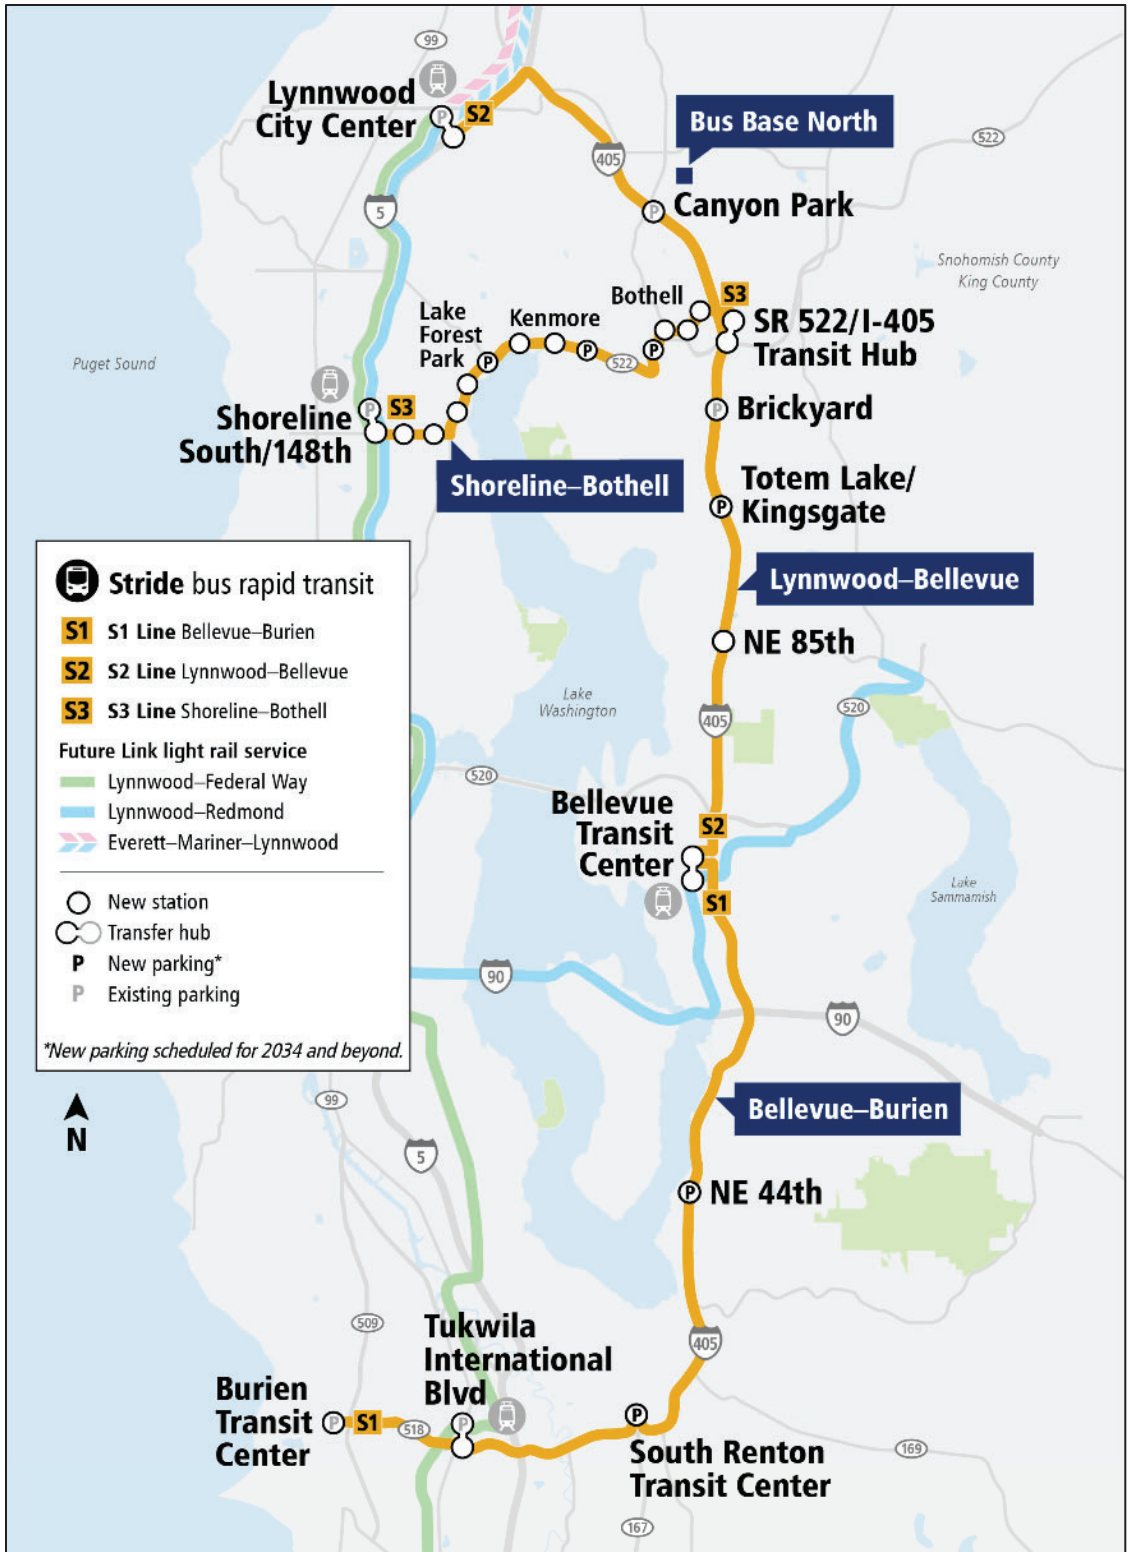 99
Lynnwood
City Center
P
S2
Bus Base North
405
522
P
Canyon Park
5
Snohomish County
King County
Bothell
S3
Lake
Forest
Park
Kenmore
SR 522/I-405
Transit Hub
P
P
P
522
Puget Sound
P
S3
P
Brickyard
Shoreline
South/148th
Shoreline–Bothell
Totem Lake/
Kingsgate
P
Stride bus rapid transit
S1 S1 Line Bellevue–Burien
S2 S2 Line Lynnwood–Bellevue
S3 S3 Line Shoreline–Bothell
Future Link light rail service
Lynnwood–Federal Way
Lynnwood–Redmond
Everett–Mariner–Lynnwood
New station
Transfer hub
P New parking*
P Existing parking
*New parking scheduled for 2034 and beyond.
Lynnwood–Bellevue
NE 85th
Lake
Washington
405
520
520
Bellevue
Transit
Center
S2
S1
Lake
Sammamish
90
90
N
99
5
Bellevue–Burien
P
NE 44th
509
Tukwila
International
Blvd
405
Burien
Transit
Center
P
S1
518
P
P
South Renton
Transit Center
169
167